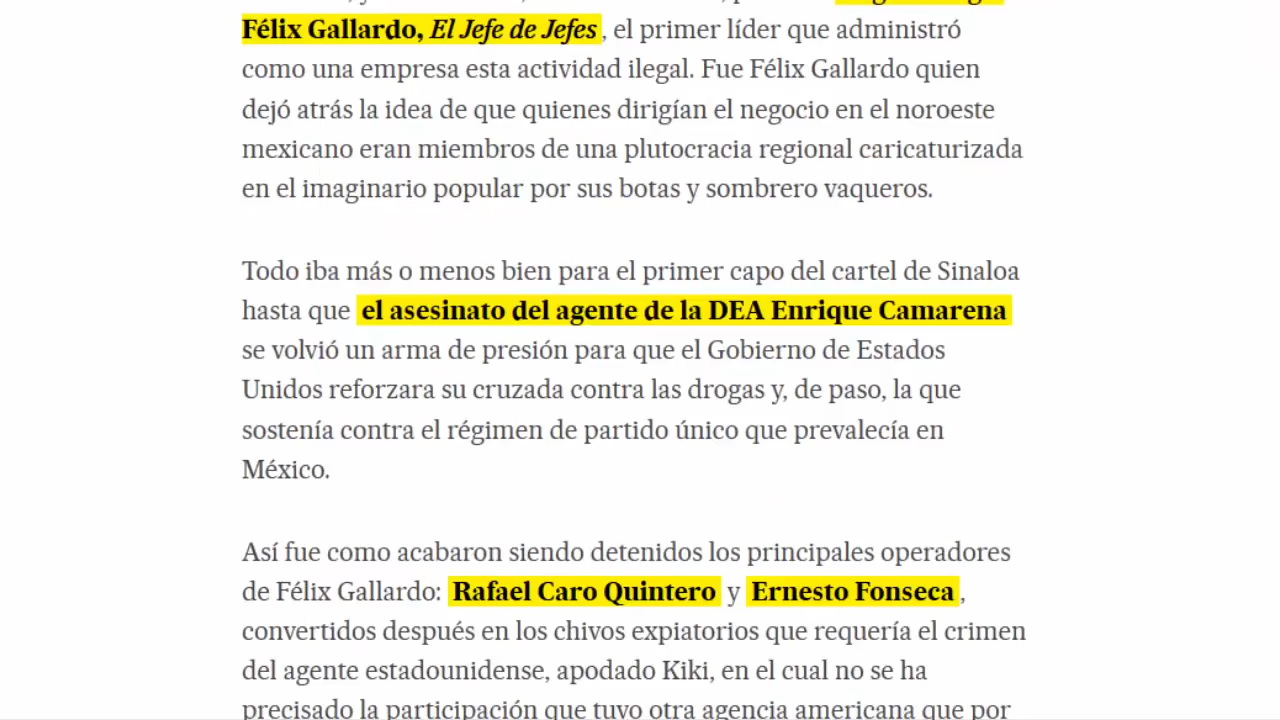 Félix Gallardo, El Jefe de Jefes, el primer líder que administró
como una empresa esta actividad ilegal. Fue Félix Gallardo quien
dejó atrás la idea de que quienes dirigían el negocio en el noroeste
mexicano eran miembros de una plutocracia regional caricaturizada
en el imaginario popular por sus botas y sombrero vaqueros.
Todo iba más o menos bien para el primer capo del cartel de Sinaloa
hasta que el asesinato del agente de la DEA Enrique Camarena
se volvió un arma de presión para que el Gobierno de Estados
Unidos reforzara su cruzada contra las drogas y, de paso, la que
sostenía contra el régimen de partido único que prevalecía en
México.
Así fue como acabaron siendo detenidos los principales operadores
de Félix Gallardo: Rafael Caro Quintero y Ernesto Fonseca,
convertidos después en los chivos expiatorios que requería el crimen
del agente estadounidense, apodado Kiki, en el cual no se ha
precisado la participación que tuvo otra agencia americana que por